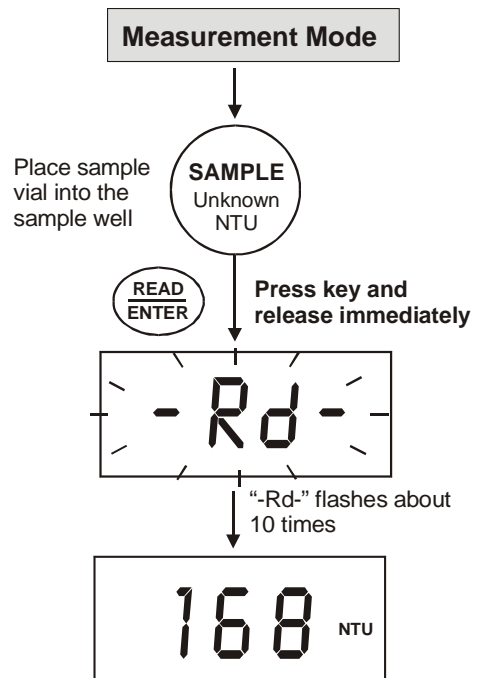 Measurement Mode
Place sample
vial into the
sample well
SAMPLE
Unknown
NTU
READ
ENTER
Press key and
release immediately
-Rd-
“-Rd-” flashes about
10 times
168 NTU